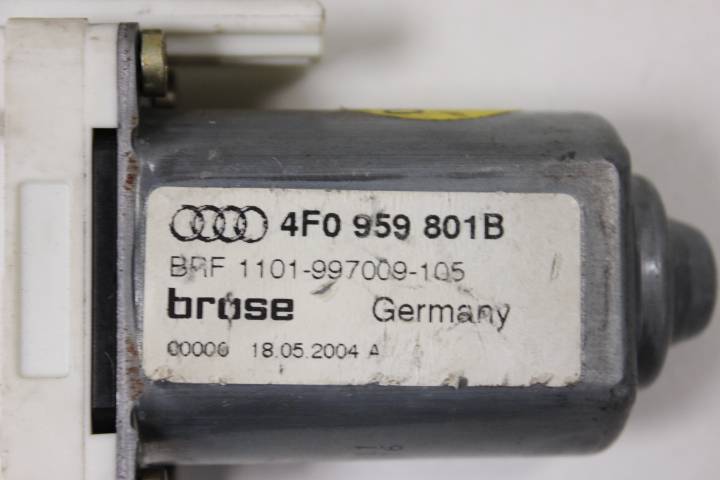 4F0 959 801B
BRF 1101-997009-105
brose Germany
00000 18.05.2004 A